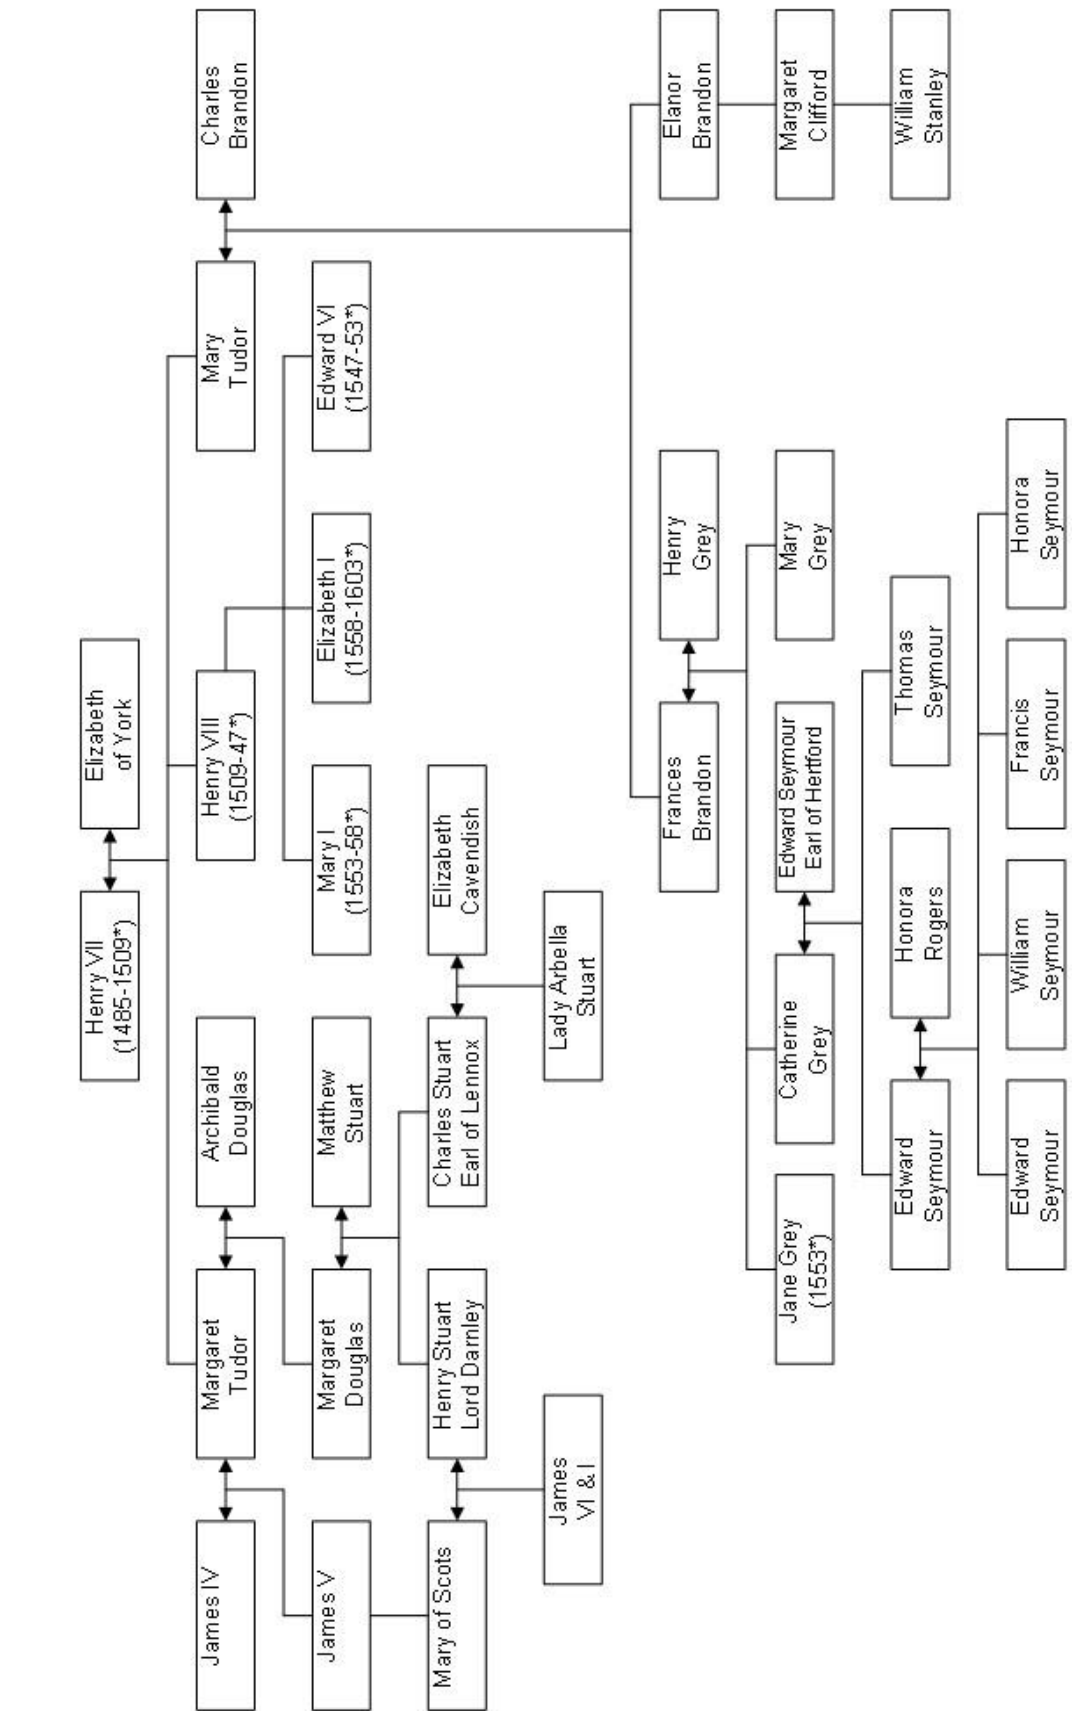 Henry VII
(1485-1509*)
Elizabeth
of York
James IV
Margaret
Tudor
Archibald
Douglas
Henry VIII
(1509-47*)
Mary
Tudor
Charles
Brandon
James V
Margaret
Douglas
Matthew
Stuart
Mary I
(1553-58*)
Elizabeth I
(1558-1603*)
Edward VI
(1547-53*)
Mary of Scots
Henry Stuart
Lord Darnley
Charles Stuart
Earl of Lennox
Elizabeth
Cavendish
James
VI & I
Lady Arbella
Stuart
Frances
Brandon
Henry
Grey
Elanor
Brandon
Jane Grey
(1553*)
Catherine
Grey
Edward Seymour
Earl of Hertford
Mary
Grey
Margaret
Clifford
Edward
Seymour
Honora
Rogers
Thomas
Seymour
William
Stanley
Edward
Seymour
William
Seymour
Francis
Seymour
Honora
Seymour